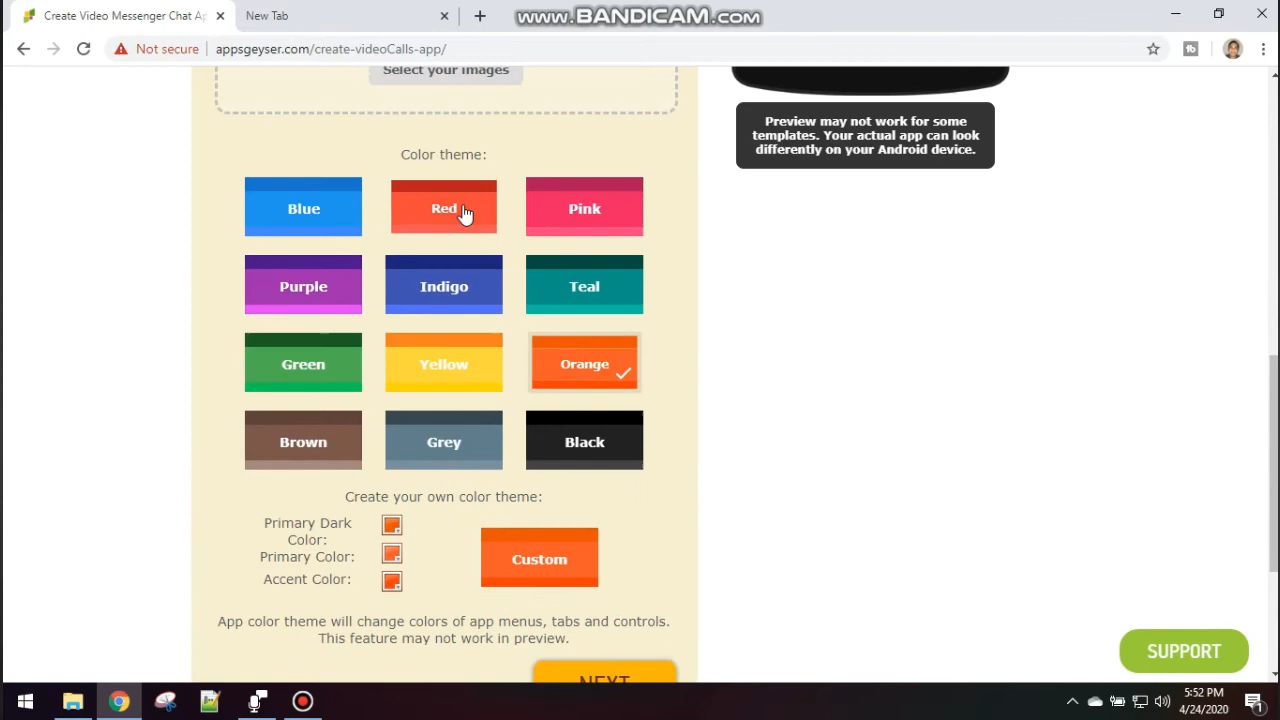 Create Video Messenger Chat Ap
New Tab
www.BANDICAM.com
Not secure
appsgeyser.com/create-videoCalls-app/
Select your images
Preview may not work for some
templates. Your actual app can look
differently on your Android device.
Color theme:
Blue
Red
Pink
Purple
Indigo
Teal
Green
Yellow
Orange
Brown
Grey
Black
Create your own color theme:
Primary Dark
Color:
Primary Color:
Accent Color:
Custom
App color theme will change colors of app menus, tabs and controls.
This feature may not work in preview.
NEXT
SUPPORT
5:52 PM
4/24/2020